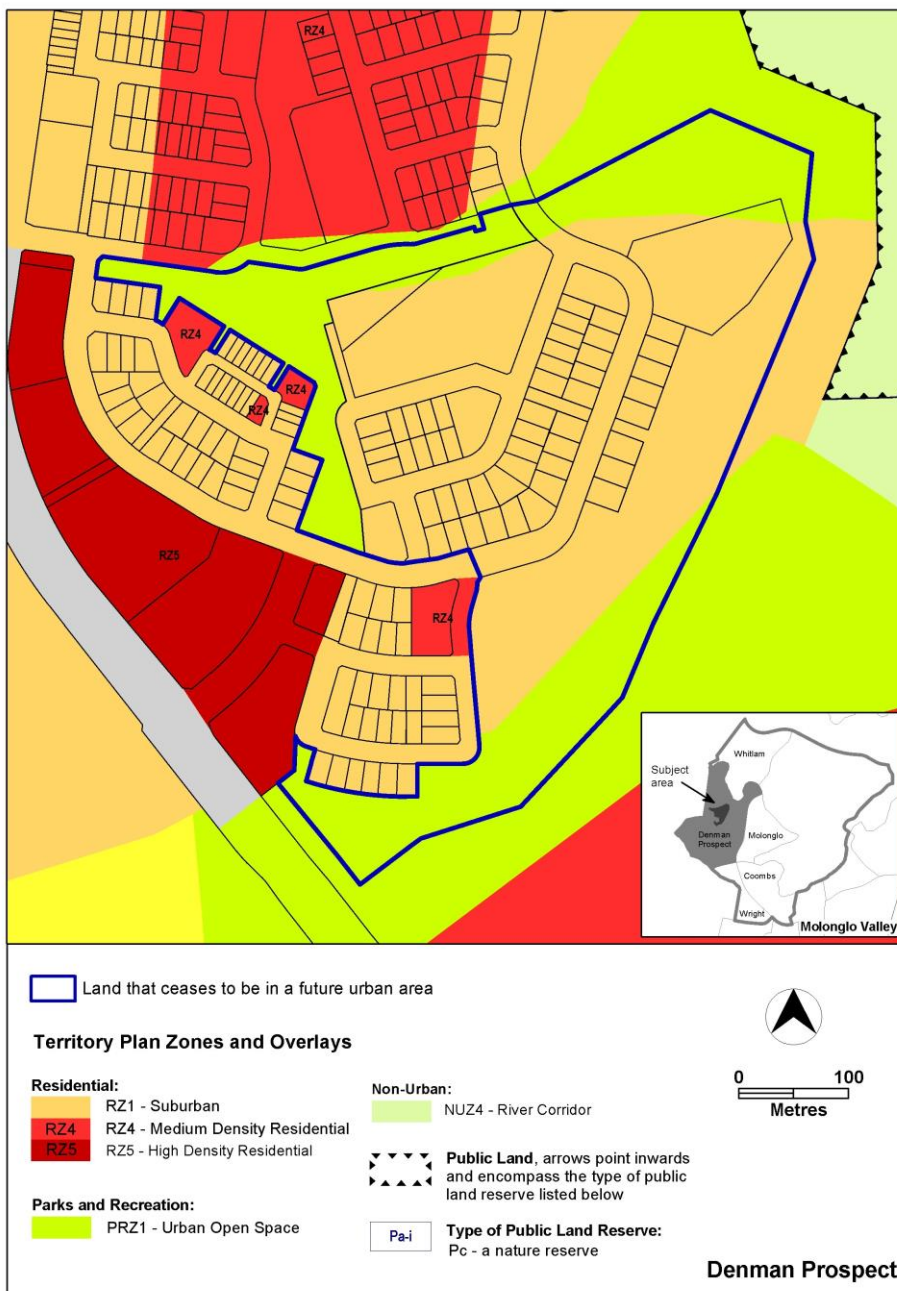 RZ4
RZ4
RZ4
RZ4
RZ5
RZ4
Whitlam
Subject
area
Denman
Prospect
Molonglo
Coombs
Wright
Molonglo Valley
Land that ceases to be in a future urban area
Territory Plan Zones and Overlays
Residential:
RZ1 - Suburban
RZ4 RZ4 - Medium Density Residential
RZ5 RZ5 - High Density Residential
Parks and Recreation:
PRZ1 - Urban Open Space
Non-Urban:
NUZ4 - River Corridor
Public Land, arrows point inwards
and encompass the type of public
land reserve listed below
Pa-i Type of Public Land Reserve:
Pc - a nature reserve
0 100
Metres
Denman Prospect